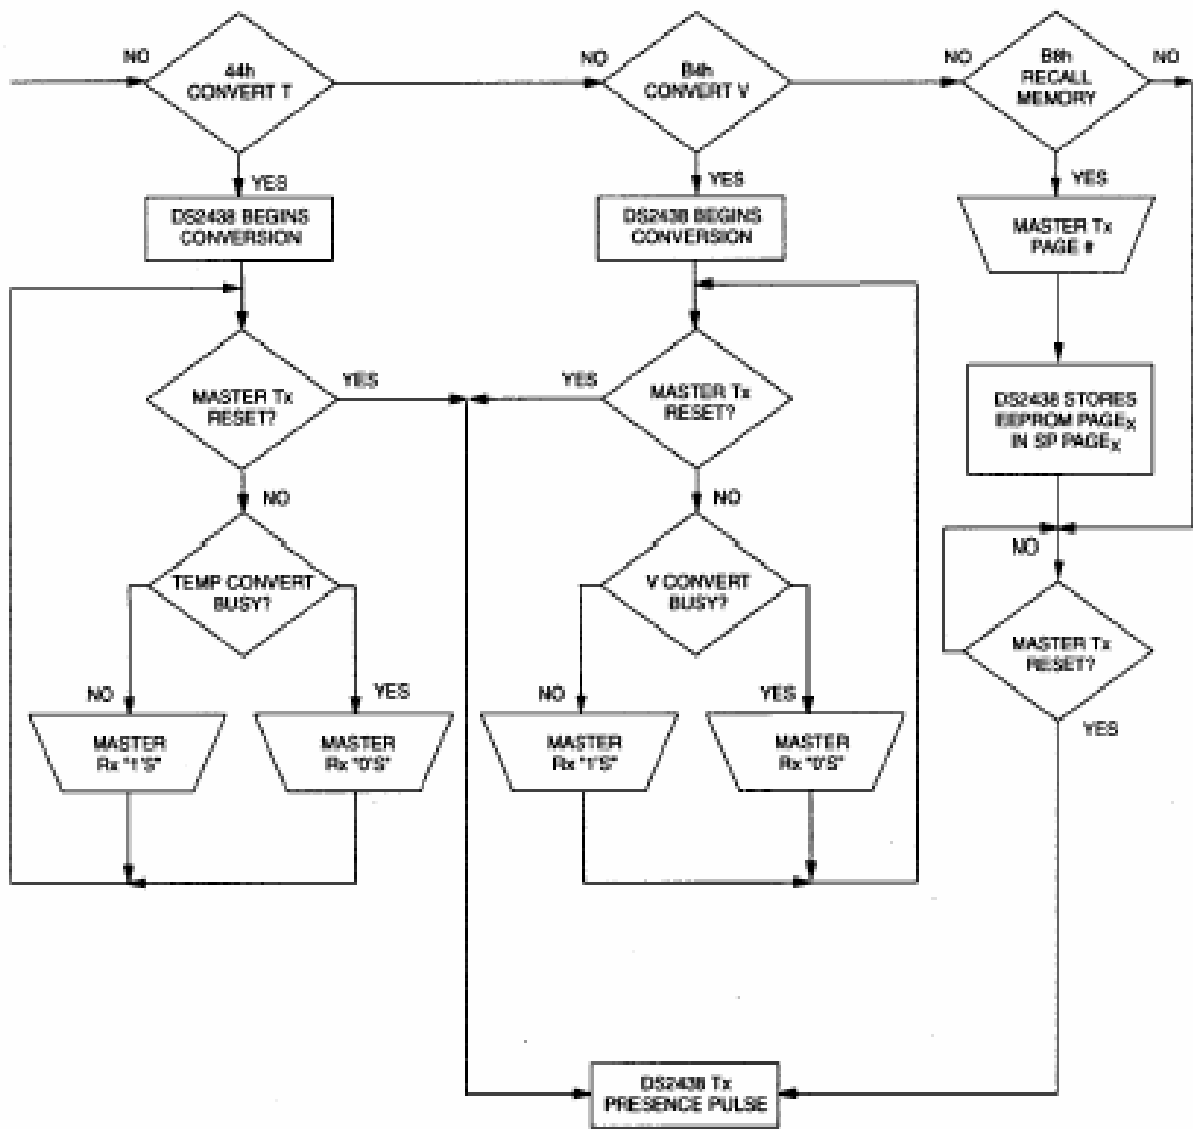 NO
44h
CONVERT T
NO
B4h
CONVERT V
NO
B8h
RECALL
MEMORY
NO
YES
YES
YES
DS2438 BEGINS
CONVERSION
DS2438 BEGINS
CONVERSION
MASTER Tx
PAGE #
MASTER Tx
RESET?
YES
YES
MASTER Tx
RESET?
DS2438 STORES
EEPROM PAGEX
IN SP PAGEX
NO
NO
NO
TEMP CONVERT
BUSY?
V CONVERT
BUSY?
MASTER Tx
RESET?
NO
YES
NO
YES
YES
MASTER
Rx "1'S"
MASTER
Rx "0'S"
MASTER
Rx "1'S"
MASTER
Rx "0'S"
DS2438 Tx
PRESENCE PULSE